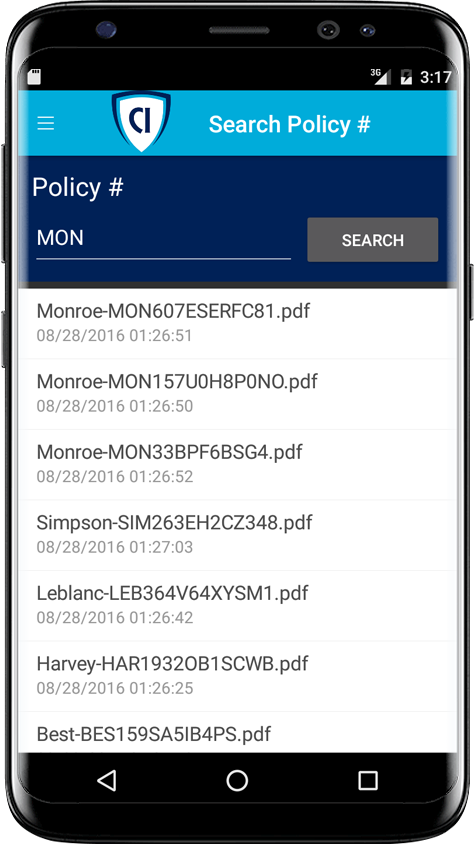 3G 3:17
CI Search Policy #
Policy #
MON SEARCH
Monroe-MON607ESERFC81.pdf
08/28/2016 01:26:51
Monroe-MON157U0H8P0NO.pdf
08/28/2016 01:26:50
Monroe-MON33BPF6BSG4.pdf
08/28/2016 01:26:52
Simpson-SIM263EH2CZ348.pdf
08/28/2016 01:27:03
Leblanc-LEB364V64XYSM1.pdf
08/28/2016 01:26:42
Harvey-HAR1932OB1SCWB.pdf
08/28/2016 01:26:25
Best-BES159SA5IB4PS.pdf